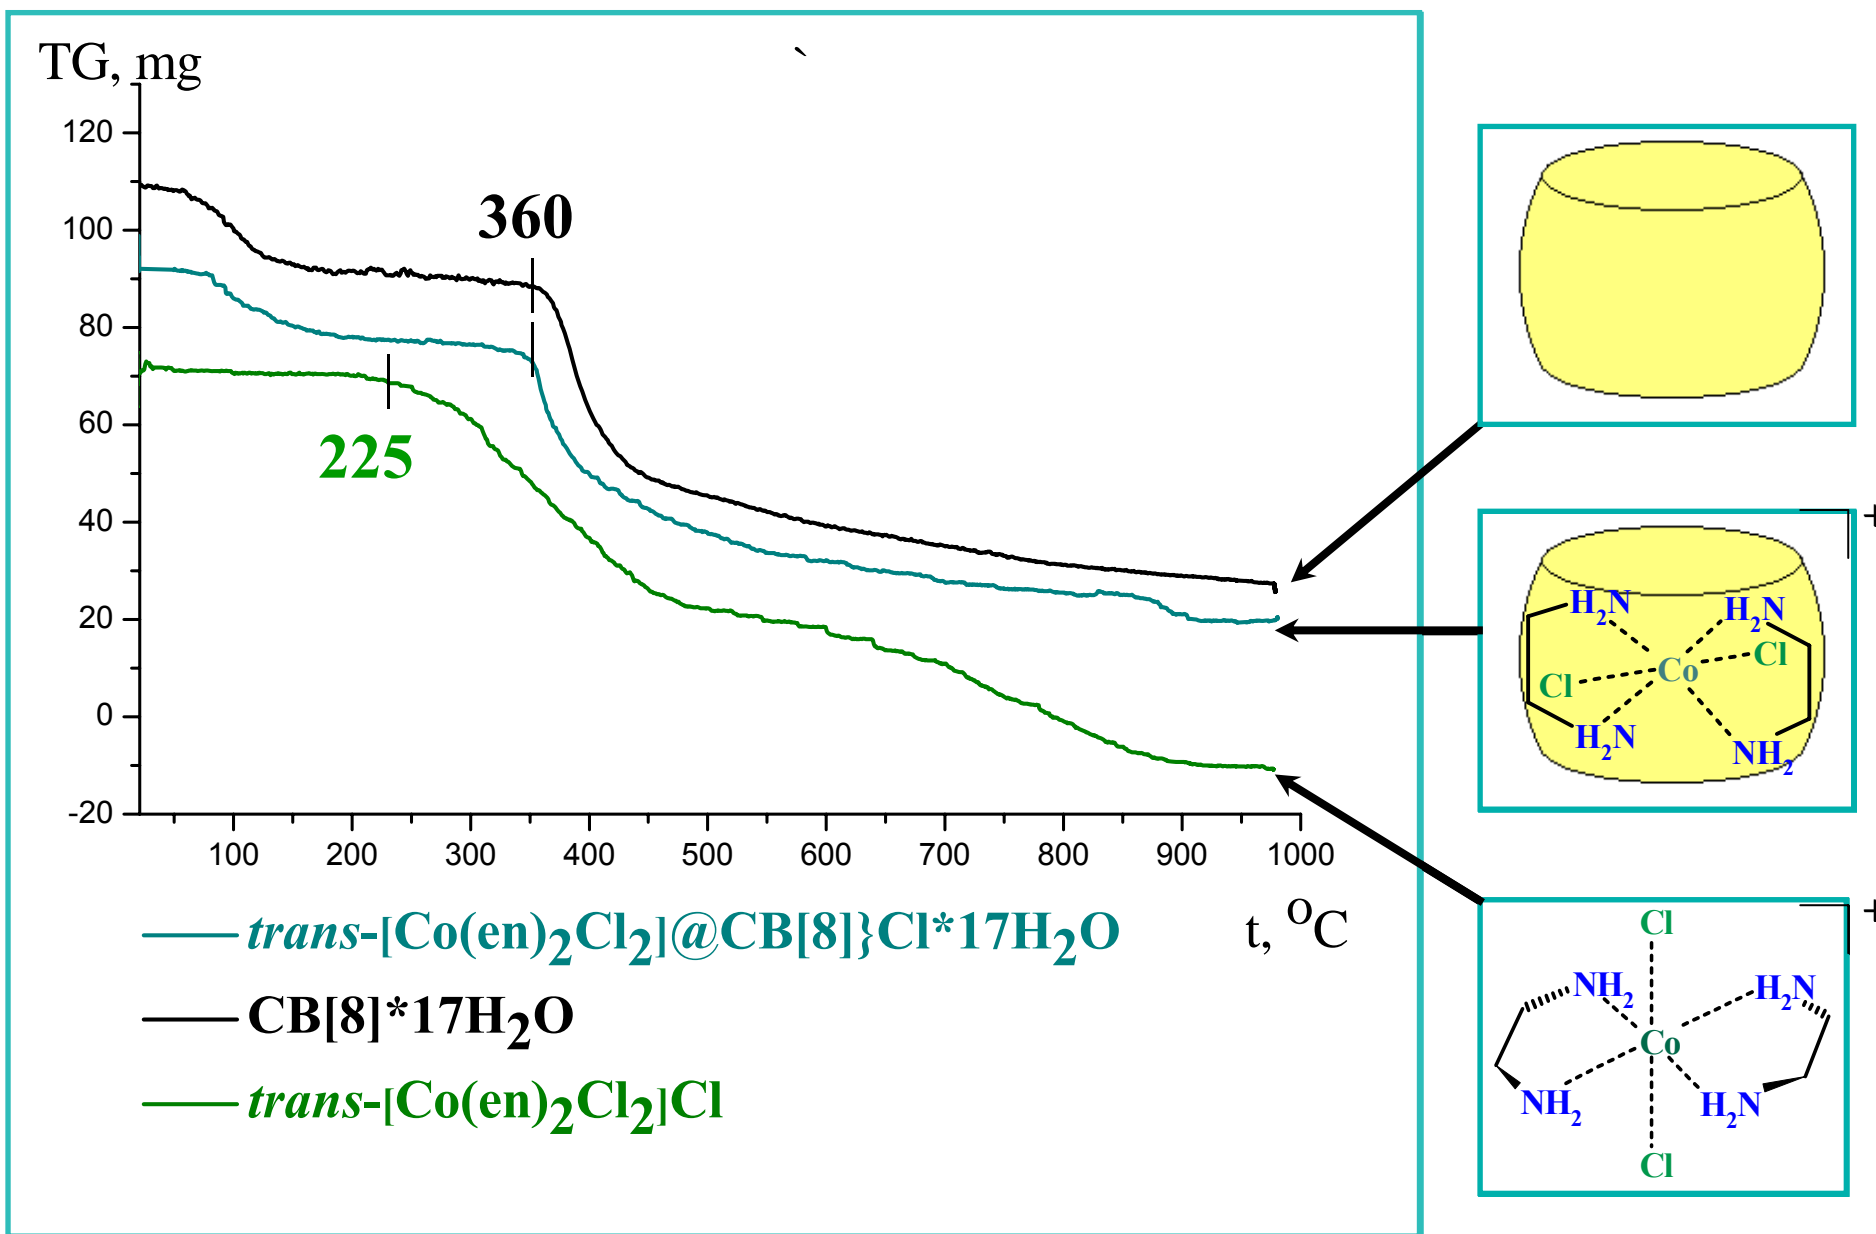 TG, mg
`
120
100
80
60
40
20
0
-20
360
225
100 200 300 400 500 600 700 800 900 1000
t, °C
trans-[Co(en)₂Cl₂]@CB[8]}Cl*17H₂O
CB[8]*17H₂O
trans-[Co(en)₂Cl₂]Cl
+
H₂N H₂N
Cl Co Cl
H₂N NH₂
+
Cl
NH₂ H₂N
Co
NH₂ H₂N
Cl